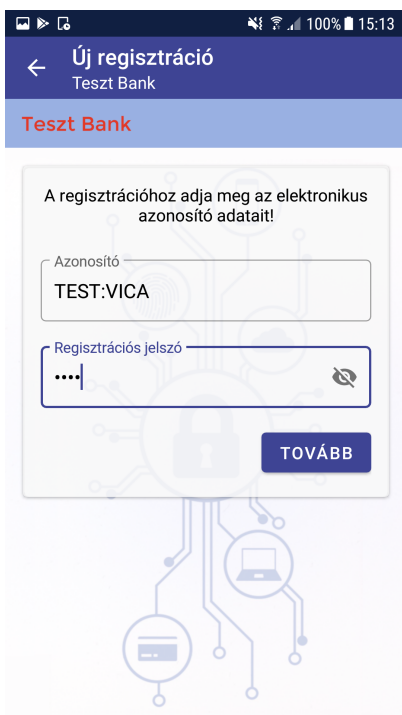 100% 15:13
Új regisztráció
Teszt Bank
Teszt Bank
A regisztrációhoz adja meg az elektronikus
azonosító adatait!
Azonosító
TEST:VICA
Regisztrációs jelszó
••••
TOVÁBB